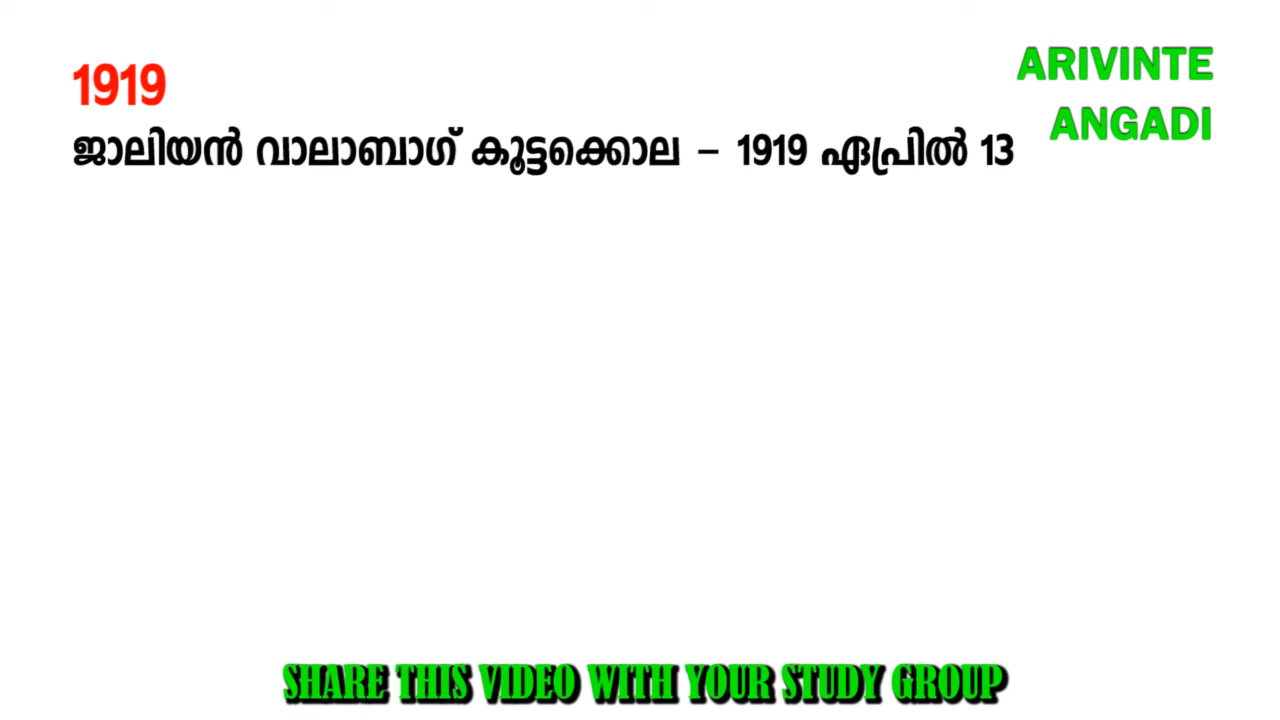 1919
ARIVINTE
ANGADI
ജാലിയൻ വാലാബാഗ് കൂട്ടക്കൊല – 1919 ഏപ്രിൽ 13
SHARE THIS VIDEO WITH YOUR STUDY GROUP